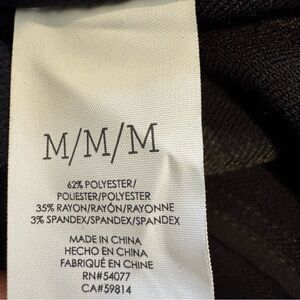 M/M/M
62% POLYESTER/
POLIESTER/POLYESTER
35% RAYON/RAYÓN/RAYONNE
3% SPANDEX/SPANDEX/SPANDEX
MADE IN CHINA
HECHO EN CHINA
FABRIQUÉ EN CHINE
RN#54077
CA#59814